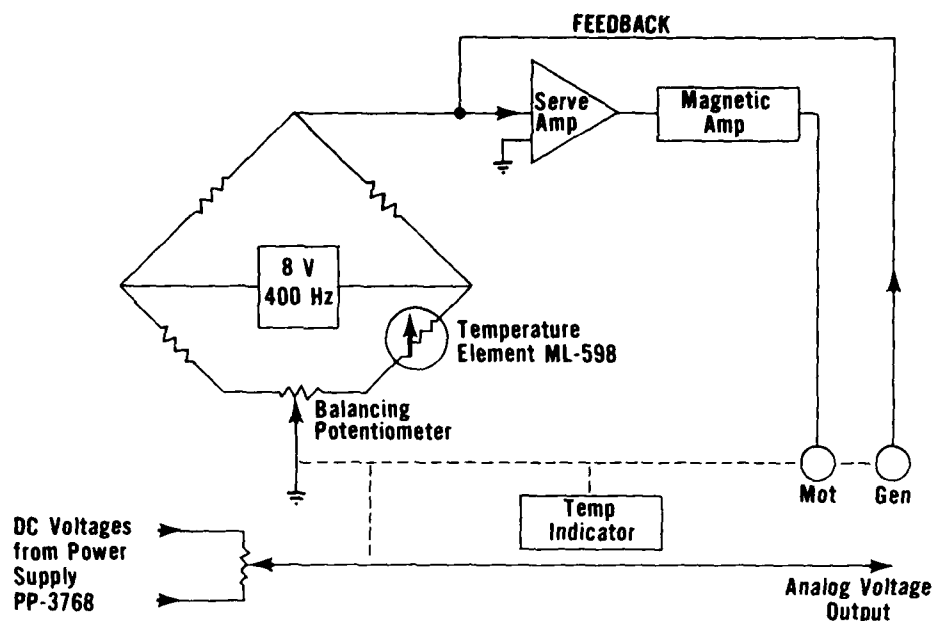 FEEDBACK
Serve
Amp
Magnetic
Amp
8 V
400 Hz
Temperature
Element ML-598
Balancing
Potentiometer
Mot
Gen
Temp
Indicator
DC Voltages
from Power
Supply
PP-3768
Analog Voltage
Output